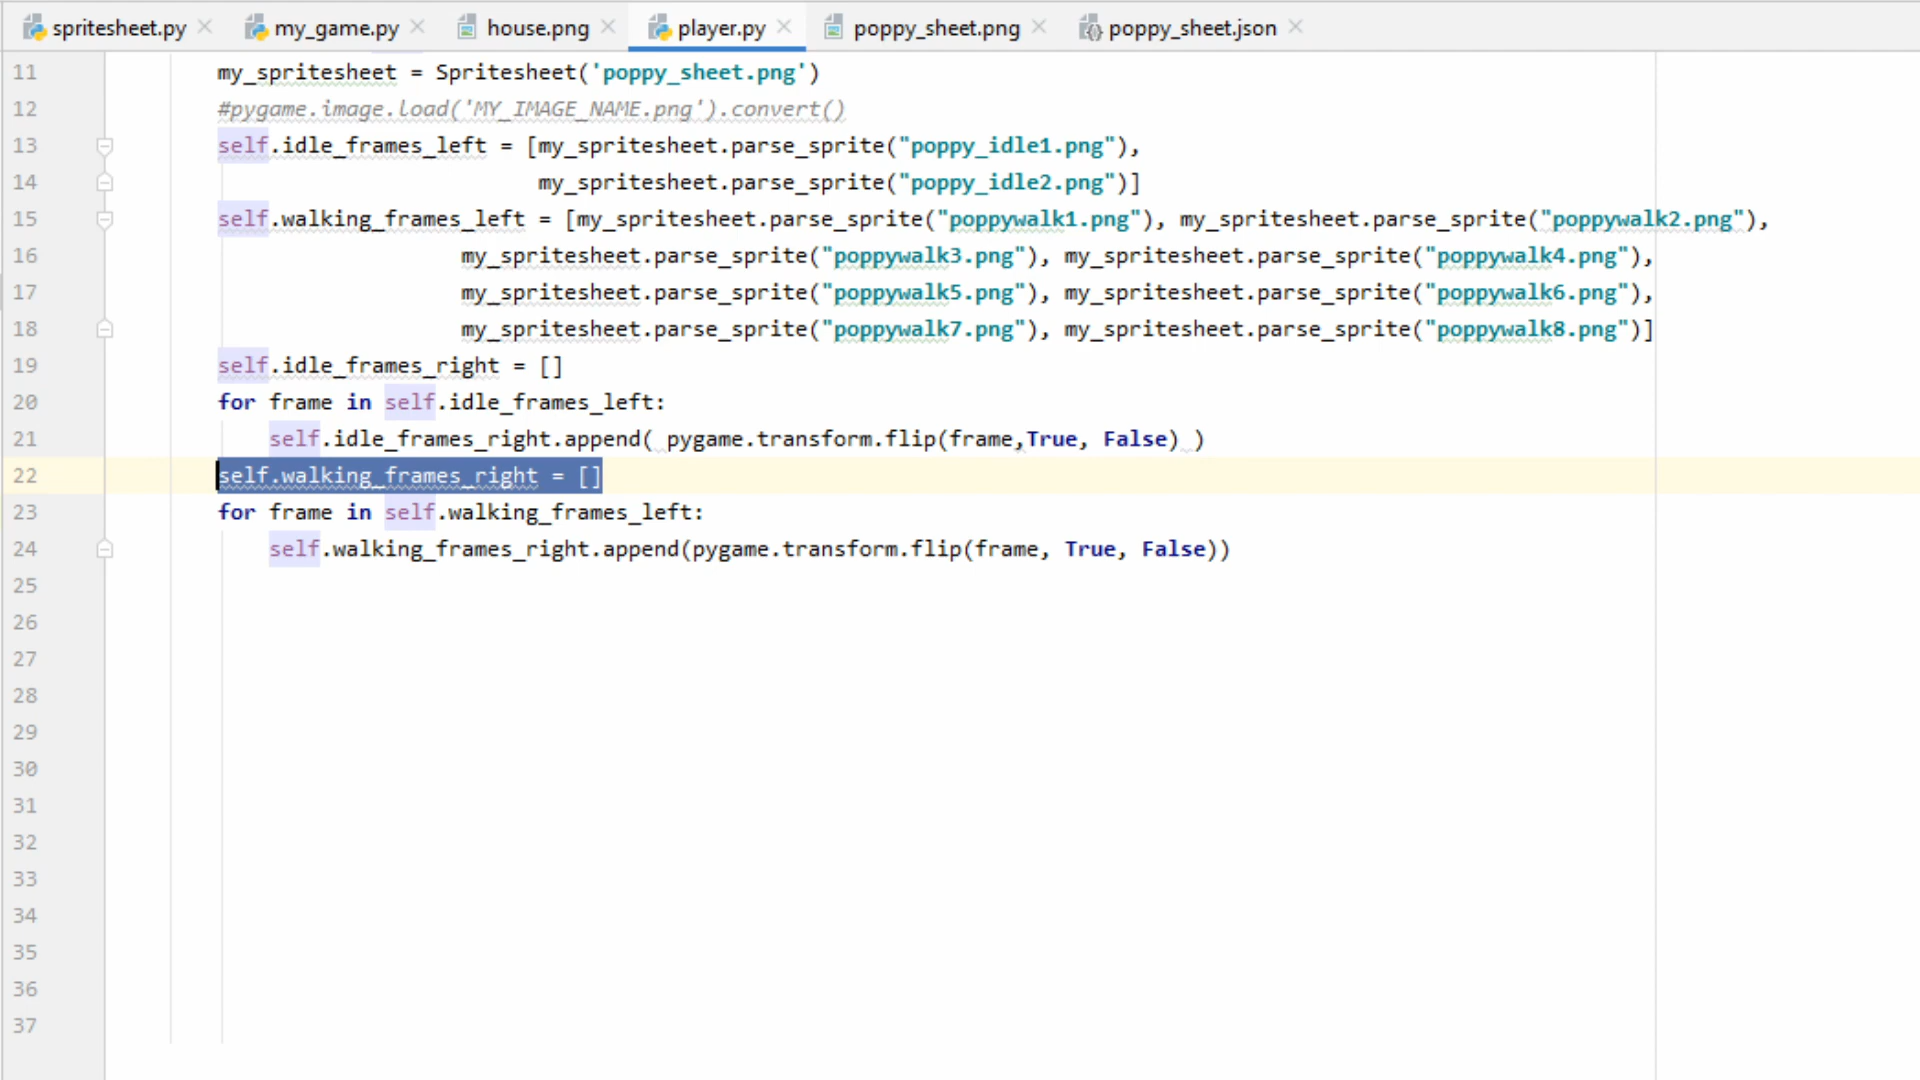 spritesheet.py my_game.py house.png player.py poppy_sheet.png poppy_sheet.json
11 my_spritesheet = Spritesheet('poppy_sheet.png')
12 #pygame.image.load('MY_IMAGE_NAME.png').convert()
13 self.idle_frames_left = [my_spritesheet.parse_sprite("poppy_idle1.png"),
14 my_spritesheet.parse_sprite("poppy_idle2.png")]
15 self.walking_frames_left = [my_spritesheet.parse_sprite("poppywalk1.png"), my_spritesheet.parse_sprite("poppywalk2.png"),
16 my_spritesheet.parse_sprite("poppywalk3.png"), my_spritesheet.parse_sprite("poppywalk4.png"),
17 my_spritesheet.parse_sprite("poppywalk5.png"), my_spritesheet.parse_sprite("poppywalk6.png"),
18 my_spritesheet.parse_sprite("poppywalk7.png"), my_spritesheet.parse_sprite("poppywalk8.png")]
19 self.idle_frames_right = []
20 for frame in self.idle_frames_left:
21 self.idle_frames_right.append( pygame.transform.flip(frame,True, False) )
22 self.walking_frames_right = []
23 for frame in self.walking_frames_left:
24 self.walking_frames_right.append(pygame.transform.flip(frame, True, False))
25
26
27
28
29
30
31
32
33
34
35
36
37